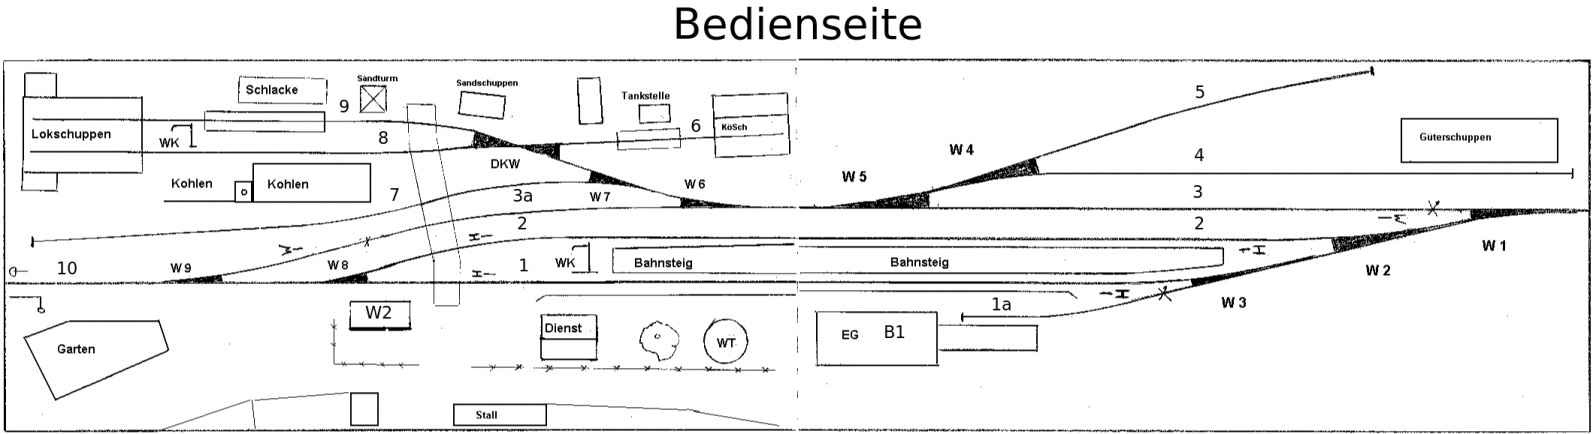 Bedienseite
Schlacke
Sandturm
Sandschuppen
Tankstelle
9
5
Lokschuppen
WK
8
6
KöSch
Güterschuppen
DKW
W 4
4
Kohlen
Kohlen
7
3a
W 7
W 6
W 5
3
2
2
10
W 9
W 8
1
WK
Bahnsteig
Bahnsteig
W 1
W 2
W 3
1a
W2
Dienst
WT
EG
B1
Garten
Stall